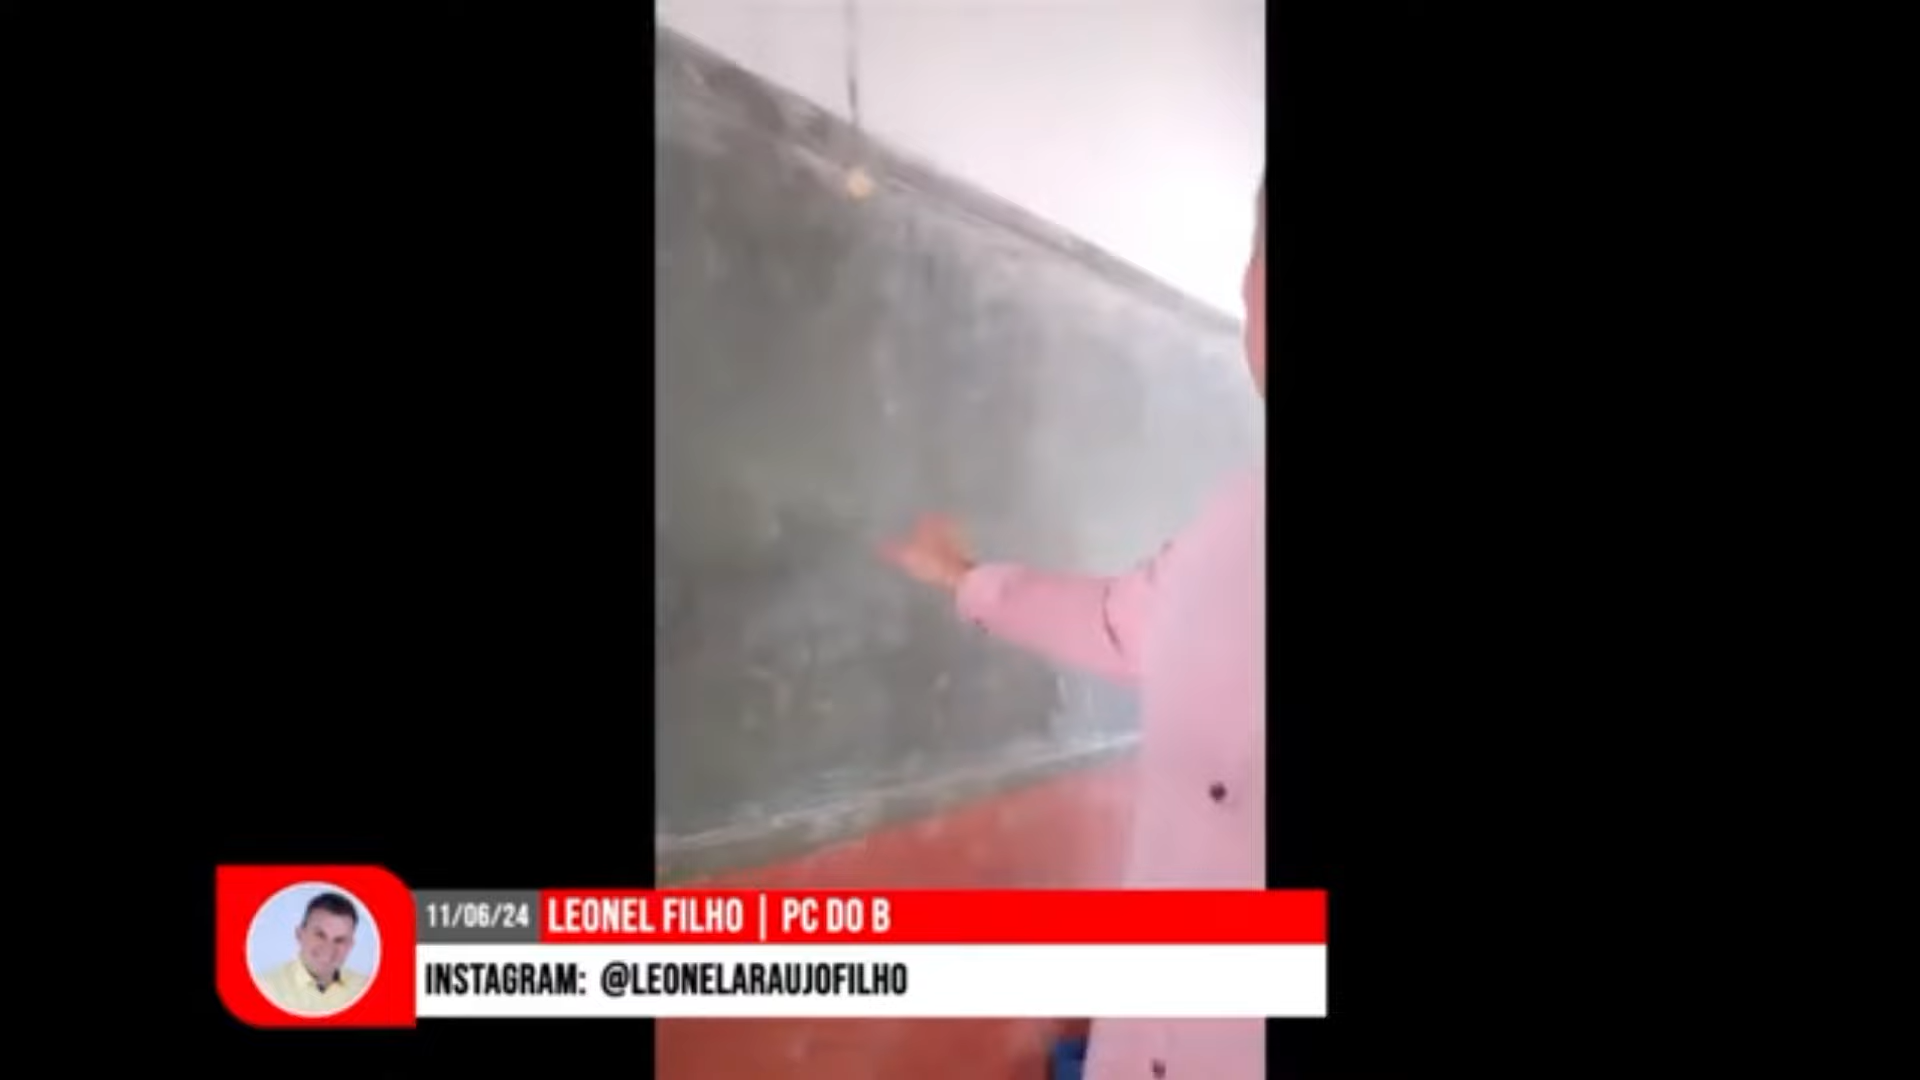 11/06/24 LEONEL FILHO | PC DO B
INSTAGRAM: @LEONELARAUJOFILHO